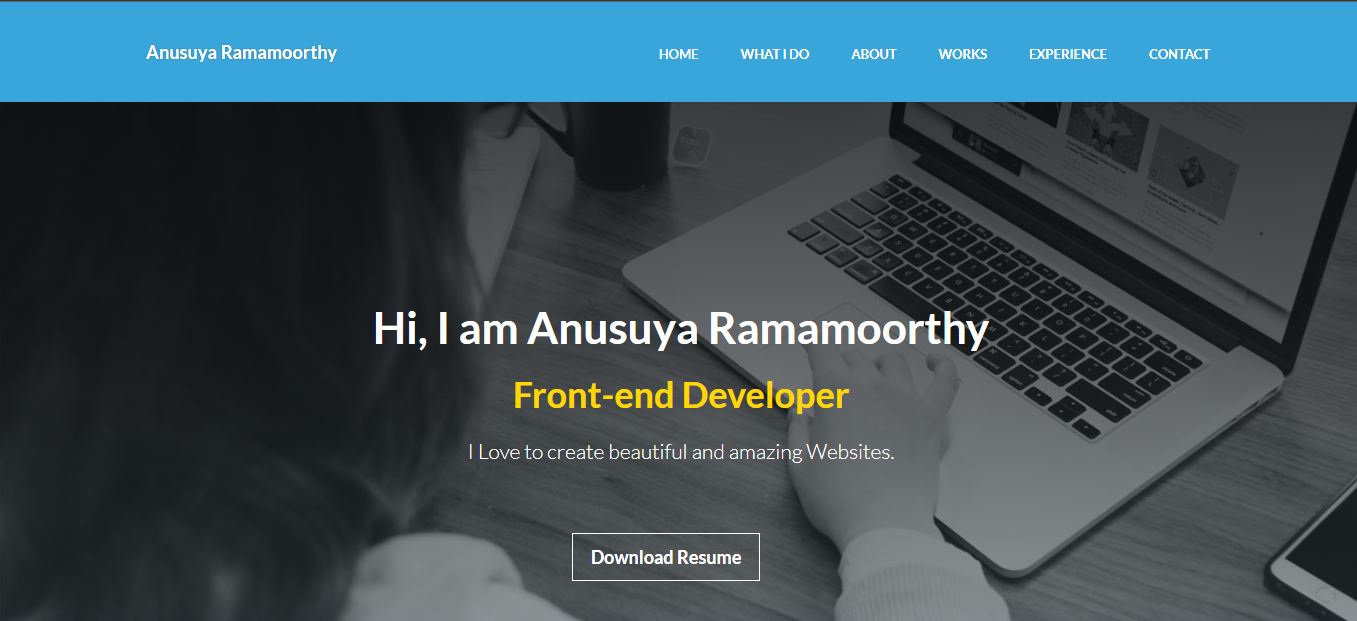 Anusuya Ramamoorthy
HOME WHAT I DO ABOUT WORKS EXPERIENCE CONTACT
Hi, I am Anusuya Ramamoorthy
Front-end Developer
I Love to create beautiful and amazing Websites.
Download Resume